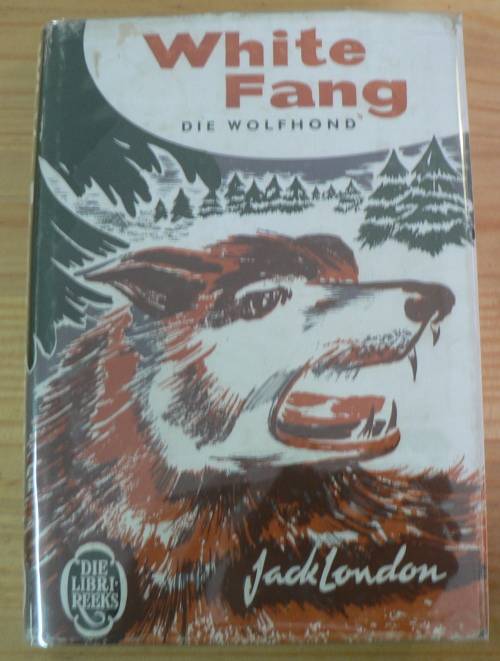 White
Fang
DIE WOLFHOND
Jack London
DIE
LIBRI-
REEKS